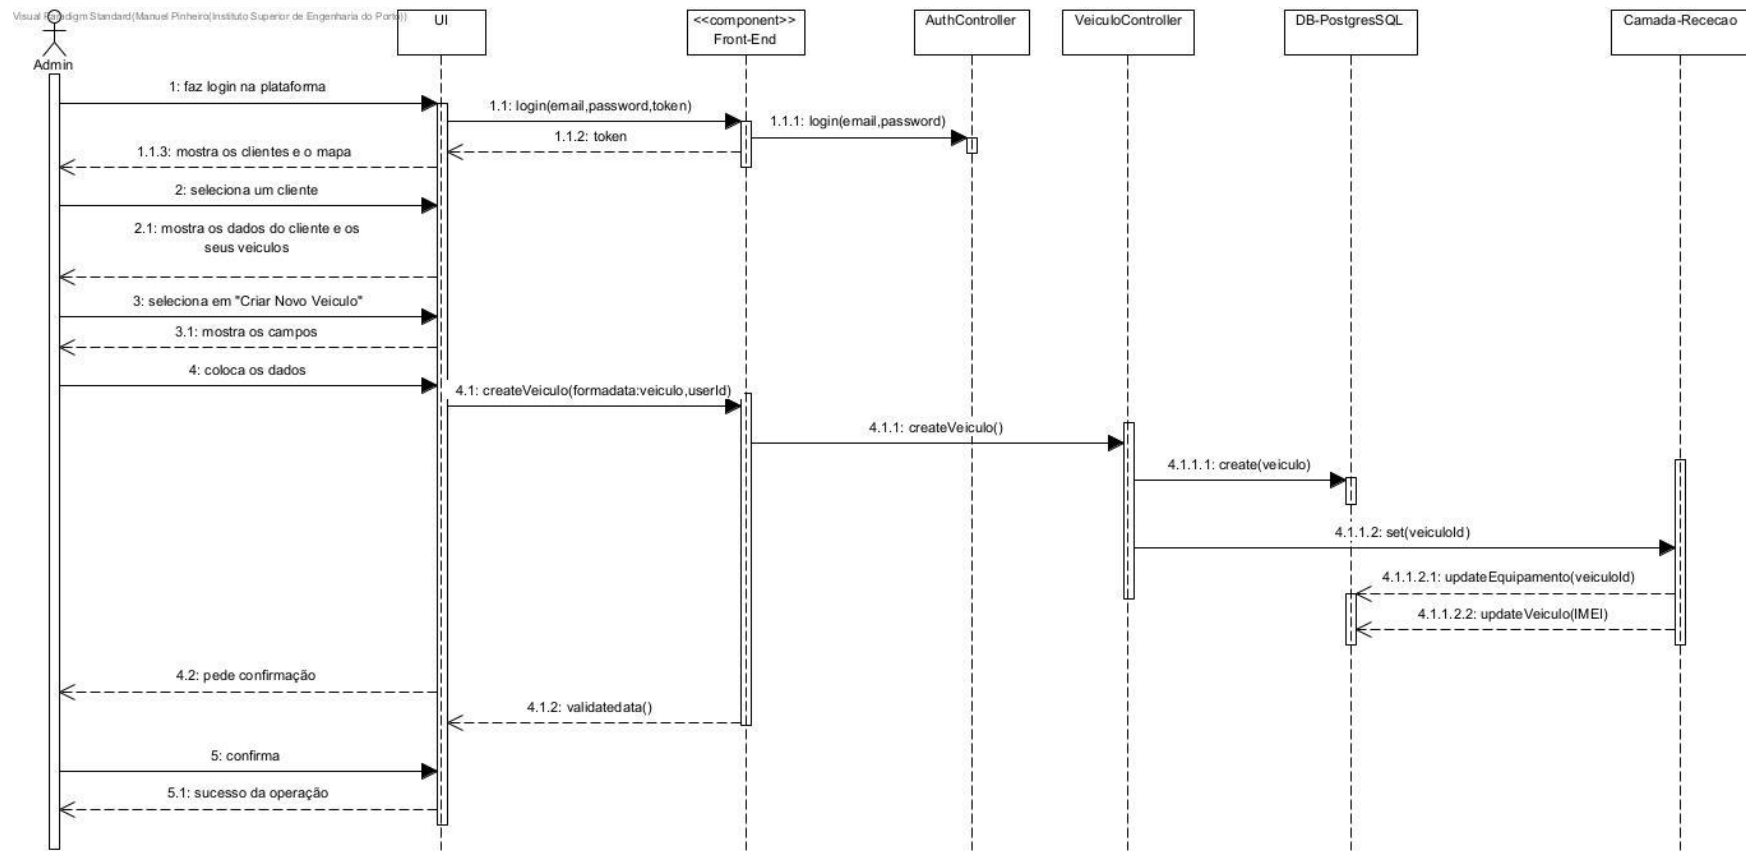 Visual Paradigm Standard(Manuel Pinheiro(Instituto Superior de Engenharia do Porto))
Admin
UI
<<component>>
Front-End
AuthController
VeiculoController
DB-PostgresSQL
Camada-Rececao
1: faz login na plataforma
1.1: login(email,password,token)
1.1.1: login(email,password)
1.1.2: token
1.1.3: mostra os clientes e o mapa
2: seleciona um cliente
2.1: mostra os dados do cliente e os
seus veiculos
3: seleciona em "Criar Novo Veiculo"
3.1: mostra os campos
4: coloca os dados
4.1: createVeiculo(formadata:veiculo,userId)
4.1.1: createVeiculo()
4.1.1.1: create(veiculo)
4.1.1.2: set(veiculoId)
4.1.1.2.1: updateEquipamento(veiculoId)
4.1.1.2.2: updateVeiculo(IMEI)
4.2: pede confirmação
4.1.2: validatedata()
5: confirma
5.1: sucesso da operação